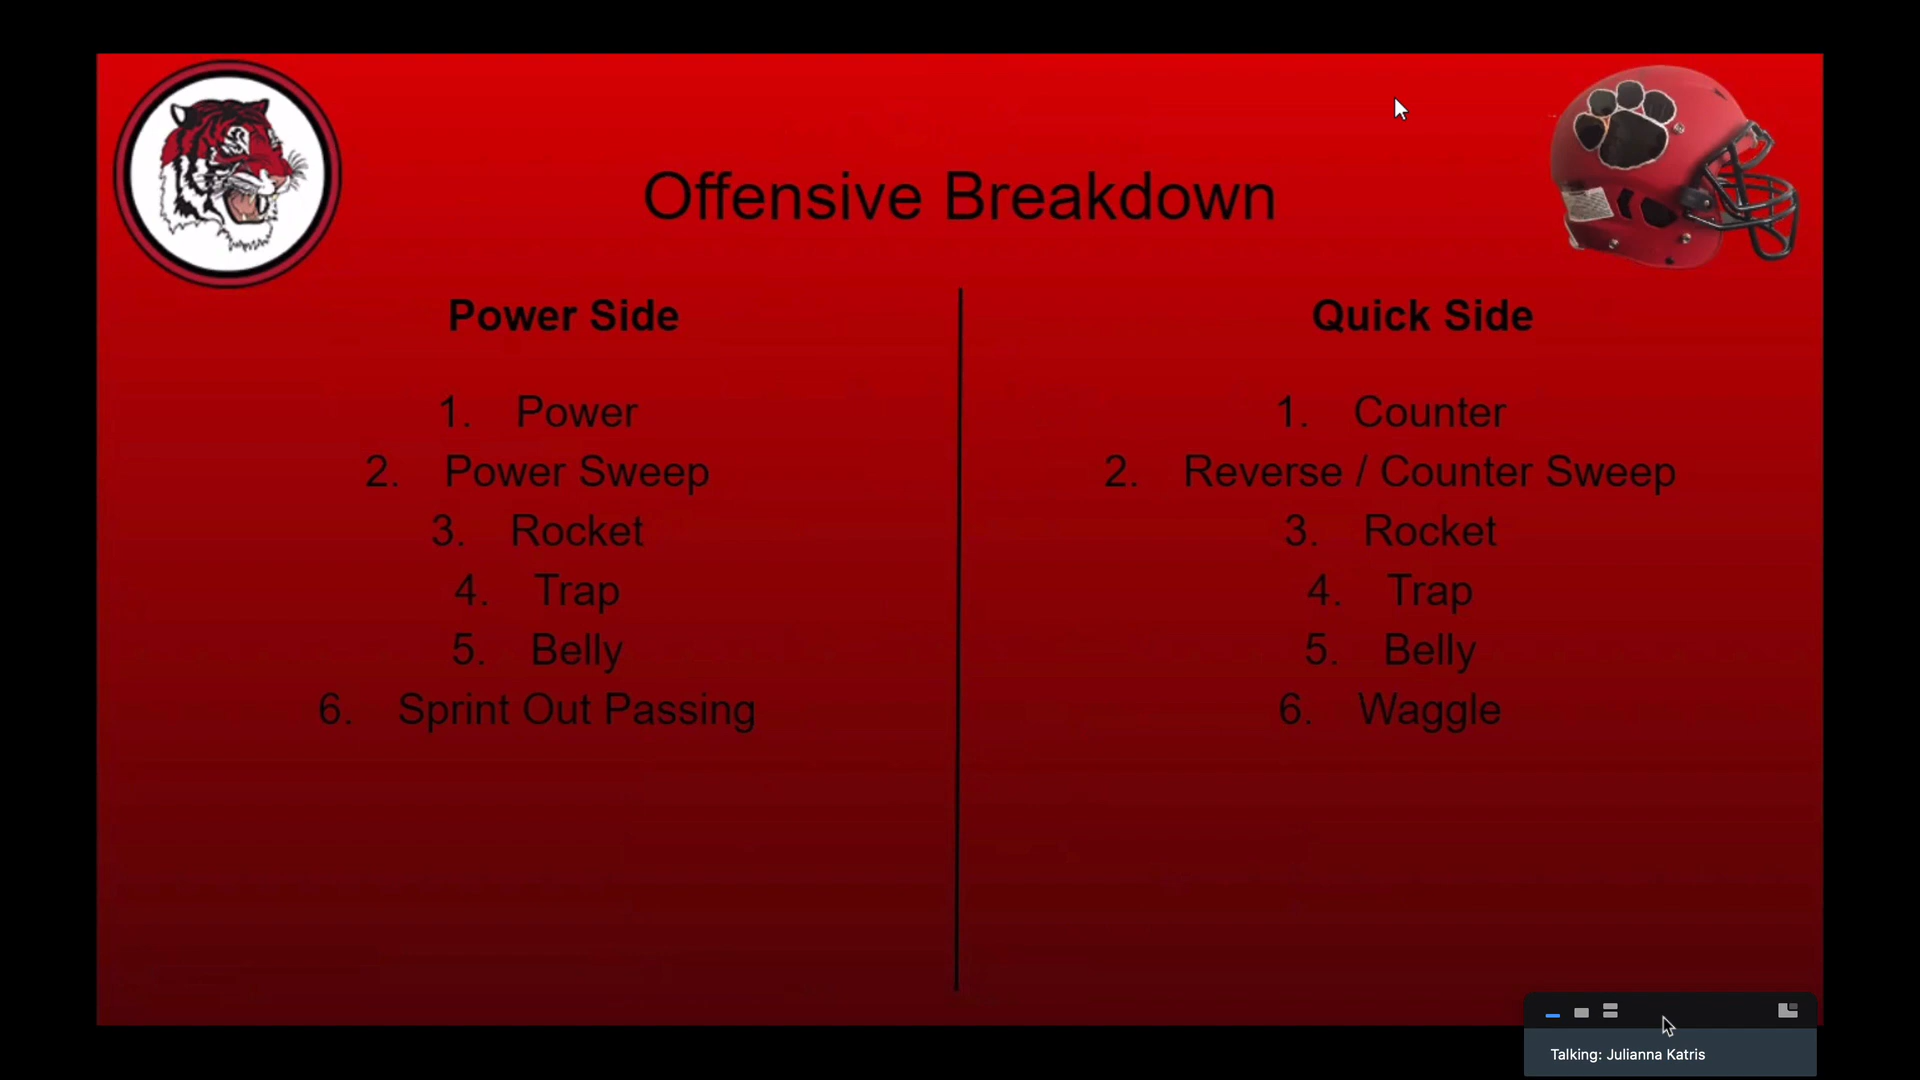 Offensive Breakdown
Power Side
1. Power
2. Power Sweep
3. Rocket
4. Trap
5. Belly
6. Sprint Out Passing
Quick Side
1. Counter
2. Reverse / Counter Sweep
3. Rocket
4. Trap
5. Belly
6. Waggle
Talking: Julianna Katris